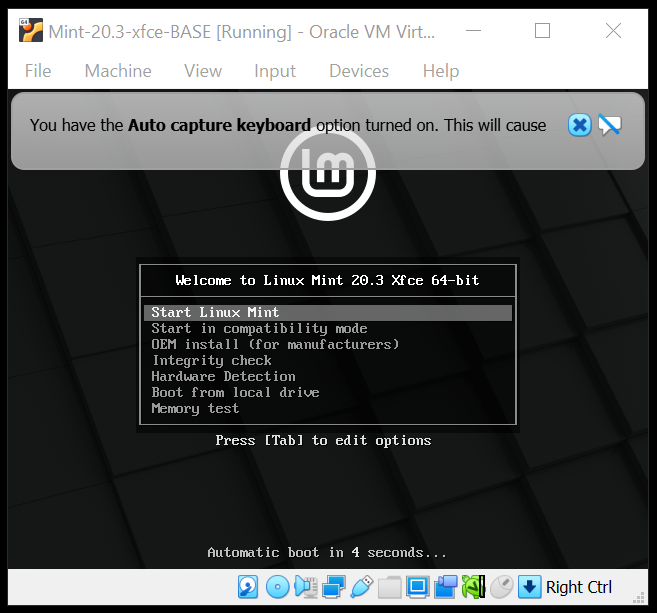 Mint-20.3-xfce-BASE [Running] - Oracle VM Virt...
File Machine View Input Devices Help
You have the Auto capture keyboard option turned on. This will cause
Welcome to Linux Mint 20.3 Xfce 64-bit
Start Linux Mint
Start in compatibility mode
OEM install (for manufacturers)
Integrity check
Hardware Detection
Boot from local drive
Memory test
Press [Tab] to edit options
Automatic boot in 4 seconds...
Right Ctrl